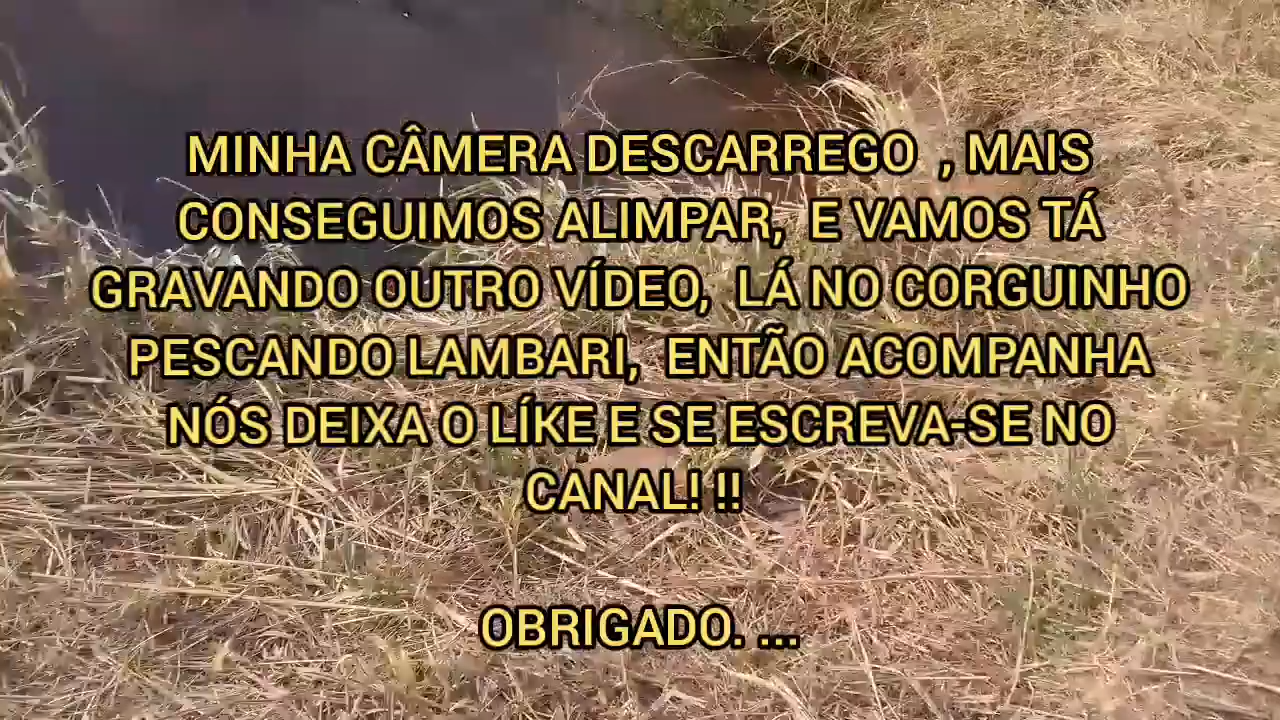 MINHA CÂMERA DESCARREGO , MAIS
CONSEGUIMOS ALIMPAR, E VAMOS TÁ
GRAVANDO OUTRO VÍDEO, LÁ NO CORGUINHO
PESCANDO LAMBARI, ENTÃO ACOMPANHA
NÓS DEIXA O LÍKE E SE ESCREVA-SE NO
CANAL! !!
OBRIGADO. ...